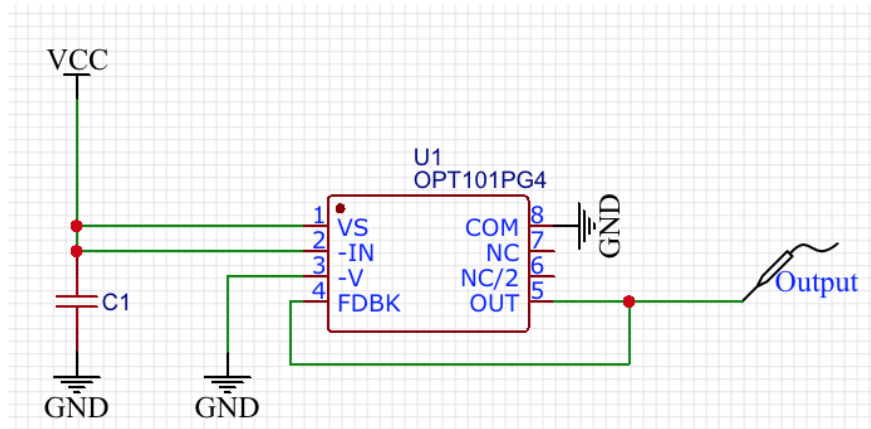 VCC
U1
OPT101PG4
1 VS
2 -IN
3 -V
4 FDBK
COM 8
NC 7
NC/2 6
OUT 5
GND
Output
C1
GND
GND